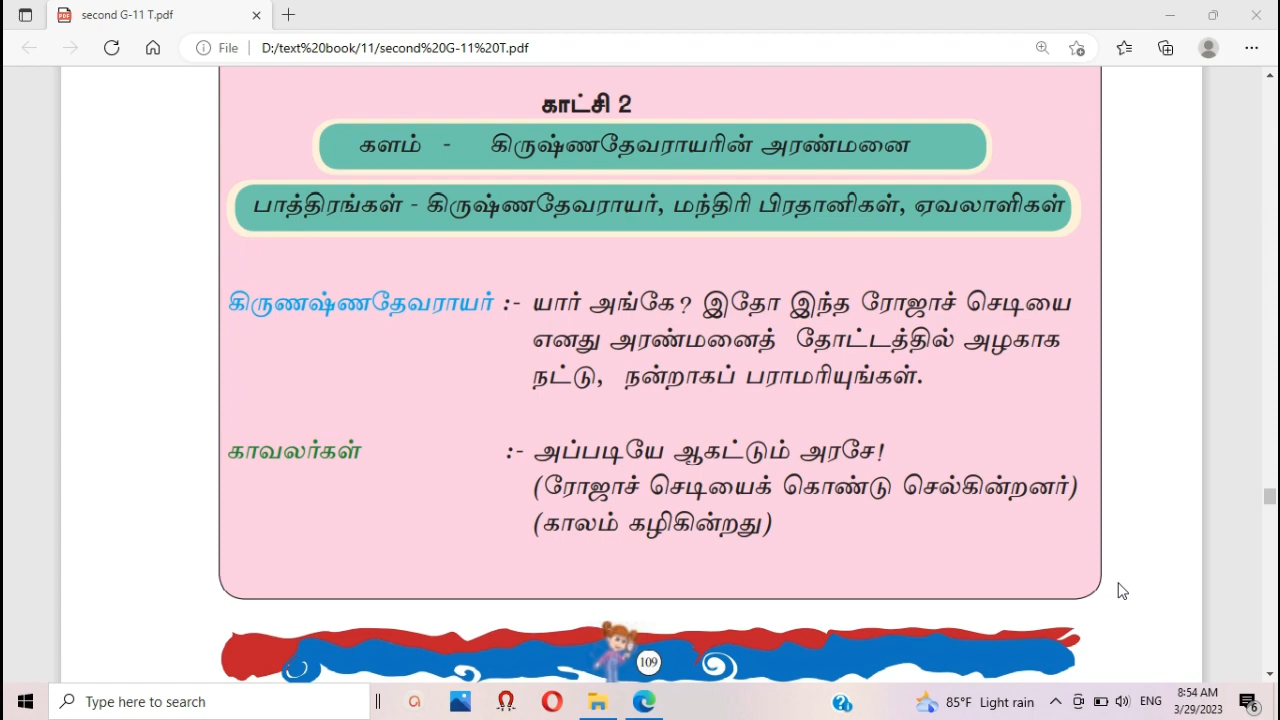 second G-11 T.pdf
File D:/text%20book/11/second%20G-11%20T.pdf
காட்சி 2
களம் - கிருஷ்ணதேவராயரின் அரண்மனை
பாத்திரங்கள் - கிருஷ்ணதேவராயர், மந்திரி பிரதானிகள், ஏவலாளிகள்
கிருணஷ்ணதேவராயர் :- யார் அங்கே? இதோ இந்த ரோஜாச் செடியை
எனது அரண்மனைத் தோட்டத்தில் அழகாக
நட்டு, நன்றாகப் பராமரியுங்கள்.
காவலர்கள் :- அப்படியே ஆகட்டும் அரசே!
(ரோஜாச் செடியைக் கொண்டு செல்கின்றனர்)
(காலம் கழிகின்றது)
109
Type here to search
85°F Light rain
ENG
8:54 AM
3/29/2023
6